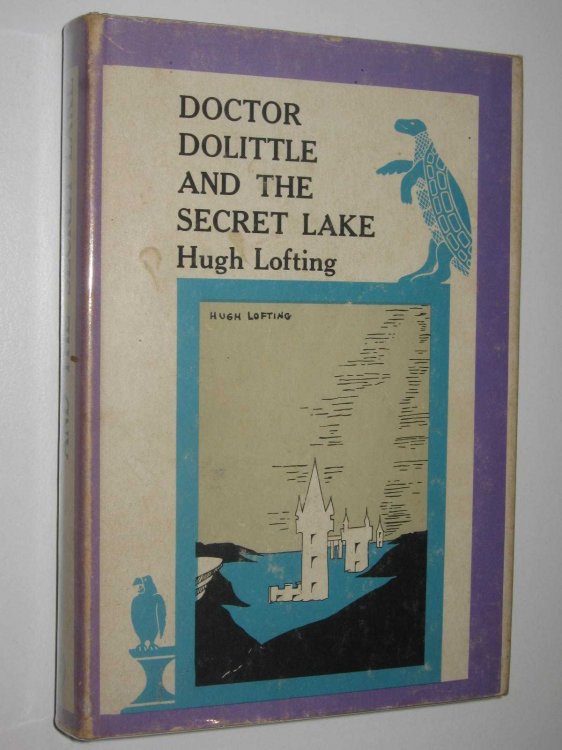 DOCTOR
DOLITTLE
AND THE
SECRET LAKE
Hugh Lofting
HUGH LOFTING